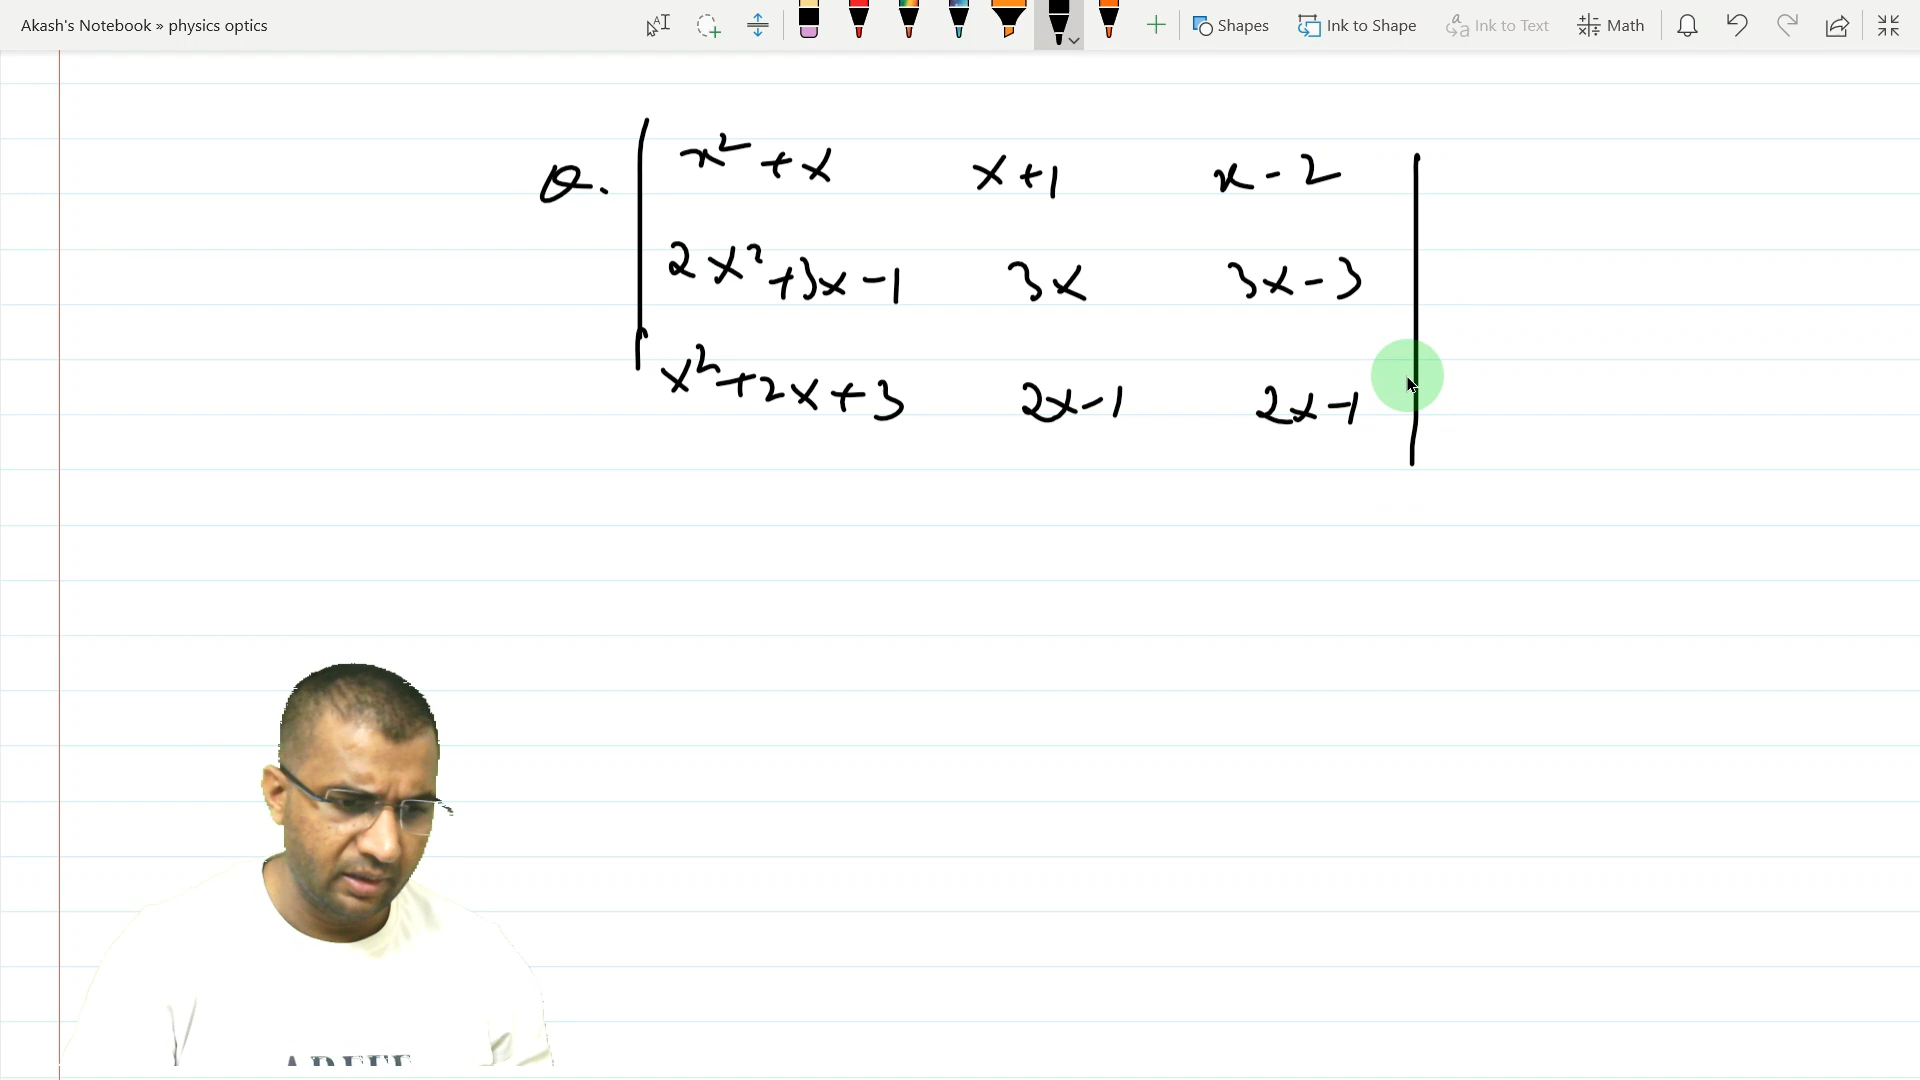 Akash's Notebook » physics optics Shapes Ink to Shape Ink to Text Math
Q. x² + x x + 1 x - 2
2x² + 3x - 1 3x 3x - 3
x² + 2x + 3 2x - 1 2x - 1